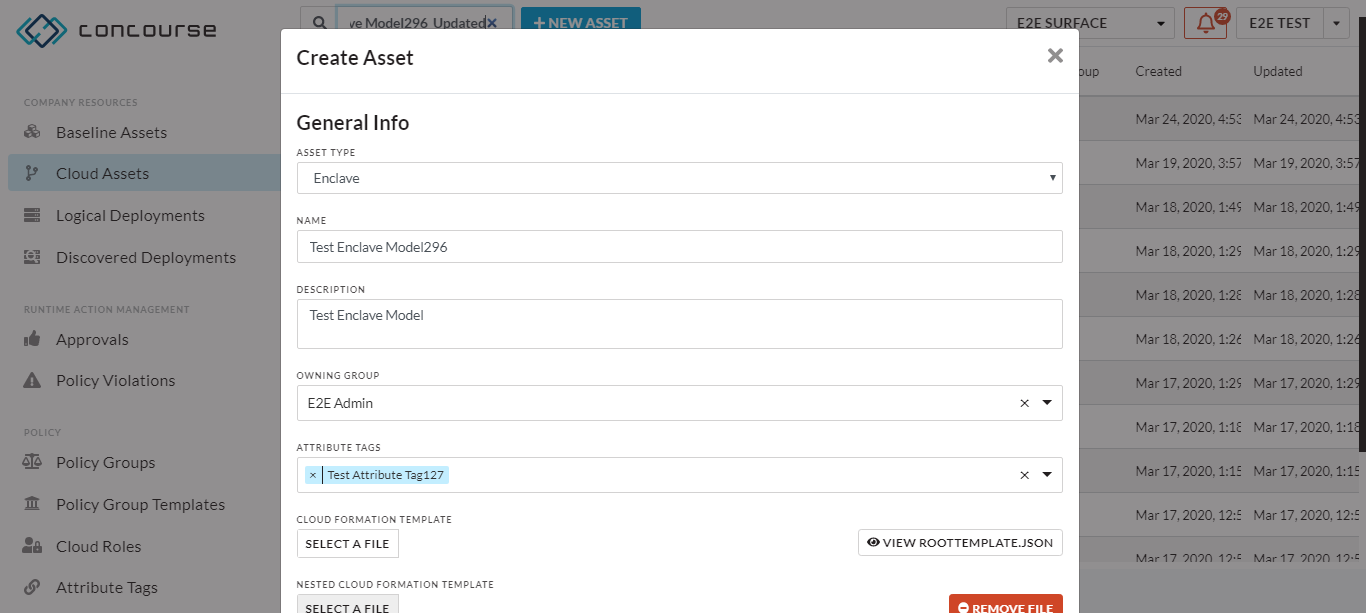 concourse
ve Model296_Updated
+ NEW ASSET
E2E SURFACE
29
E2E TEST
Create Asset
oup Created Updated
General Info
ASSET TYPE
Enclave
NAME
Test Enclave Model296
DESCRIPTION
Test Enclave Model
OWNING GROUP
E2E Admin
ATTRIBUTE TAGS
× Test Attribute Tag127
CLOUD FORMATION TEMPLATE
SELECT A FILE
VIEW ROOTTEMPLATE.JSON
NESTED CLOUD FORMATION TEMPLATE
SELECT A FILE
REMOVE FILE
COMPANY RESOURCES
Baseline Assets
Cloud Assets
Logical Deployments
Discovered Deployments
RUNTIME ACTION MANAGEMENT
Approvals
Policy Violations
POLICY
Policy Groups
Policy Group Templates
Cloud Roles
Attribute Tags
Mar 24, 2020, 4:53 Mar 24, 2020, 4:53
Mar 19, 2020, 3:57 Mar 19, 2020, 3:57
Mar 18, 2020, 1:49 Mar 18, 2020, 1:49
Mar 18, 2020, 1:29 Mar 18, 2020, 1:29
Mar 18, 2020, 1:28 Mar 18, 2020, 1:28
Mar 18, 2020, 1:26 Mar 18, 2020, 1:26
Mar 17, 2020, 1:29 Mar 17, 2020, 1:29
Mar 17, 2020, 1:18 Mar 17, 2020, 1:18
Mar 17, 2020, 1:15 Mar 17, 2020, 1:15
Mar 17, 2020, 12:5 Mar 17, 2020, 12:5
Mar 17, 2020, 12:5 Mar 17, 2020, 12:5